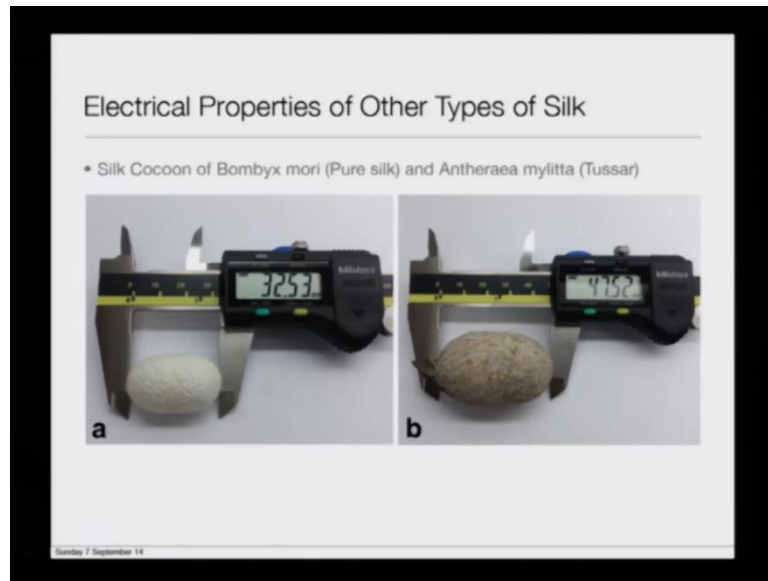 Electrical Properties of Other Types of Silk
• Silk Cocoon of Bombyx mori (Pure silk) and Antheraea mylitta (Tussar)
32.53
Mitutoyo
47.52
Mitutoyo
a
b
Sunday 7 September 14